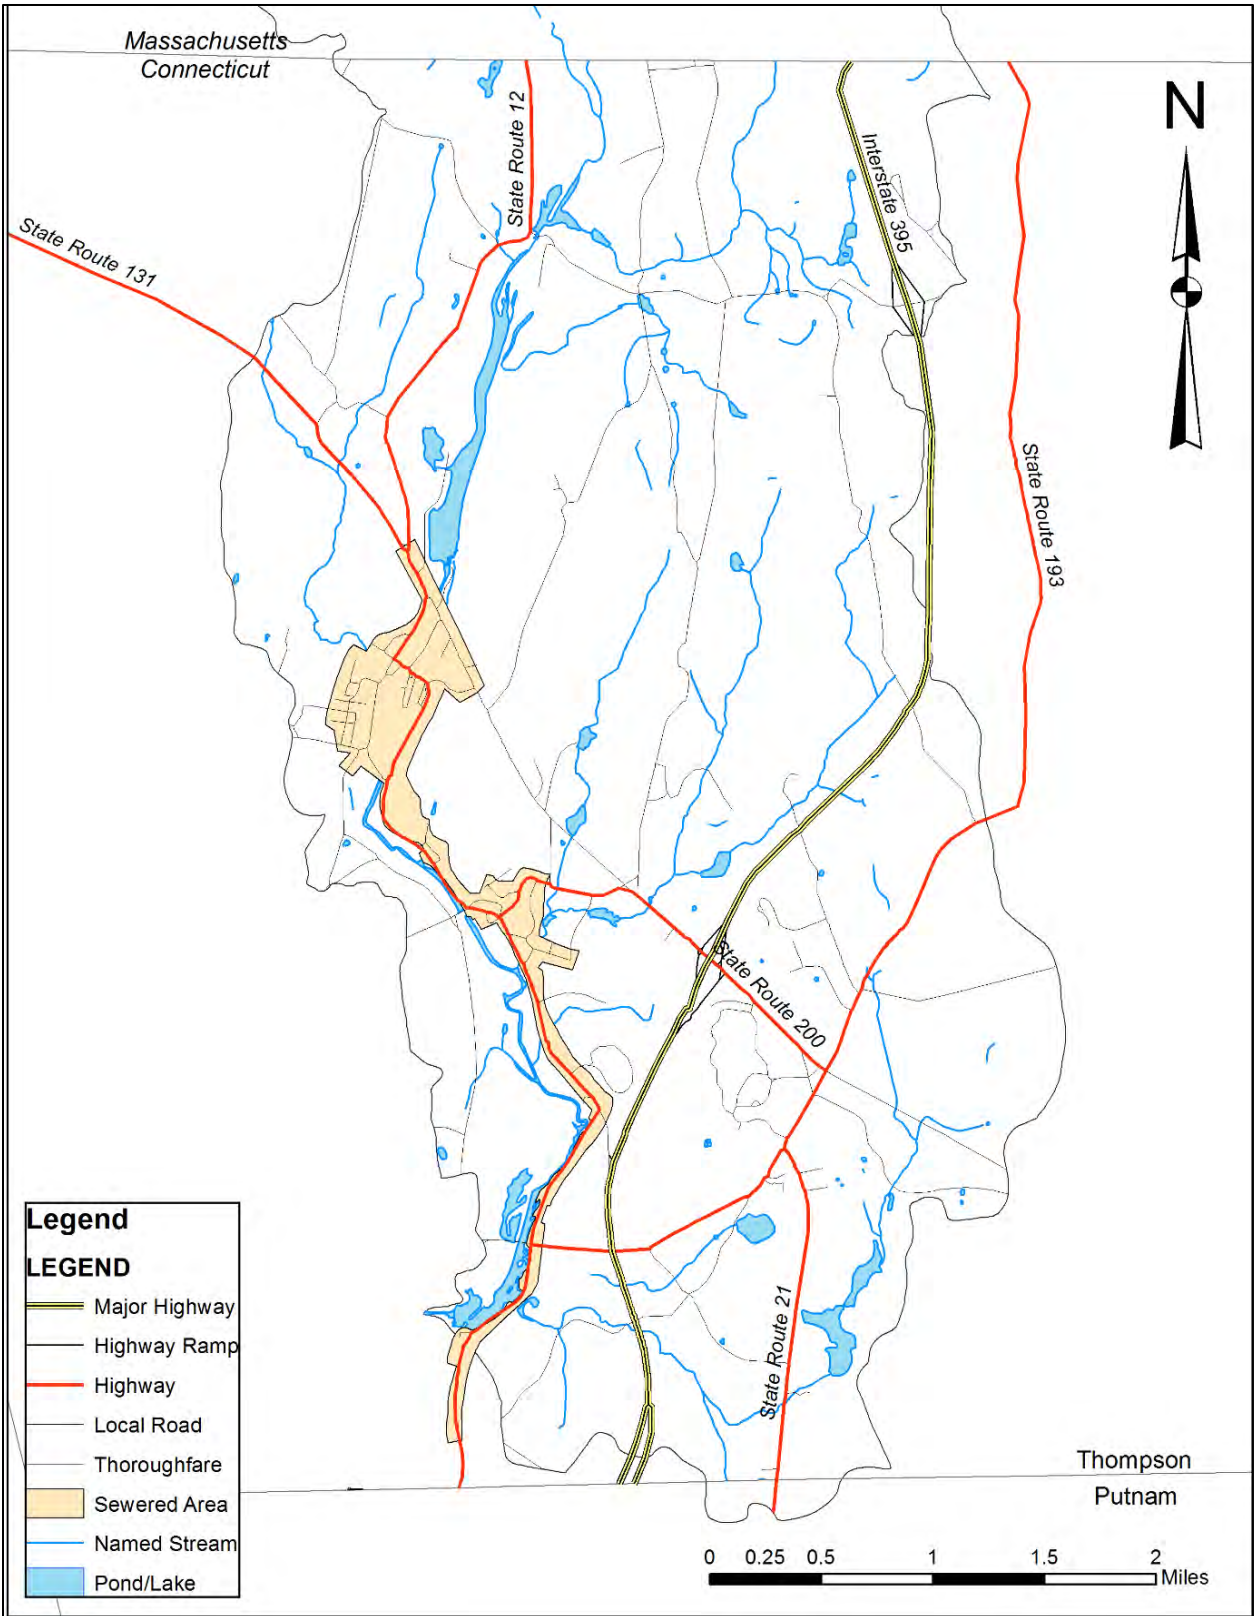 Massachusetts
Connecticut
N
State Route 12
Interstate 395
State Route 131
State Route 193
State Route 200
State Route 21
Legend
LEGEND
Major Highway
Highway Ramp
Highway
Local Road
Thoroughfare
Sewered Area
Named Stream
Pond/Lake
Thompson
Putnam
0 0.25 0.5 1 1.5 2
Miles